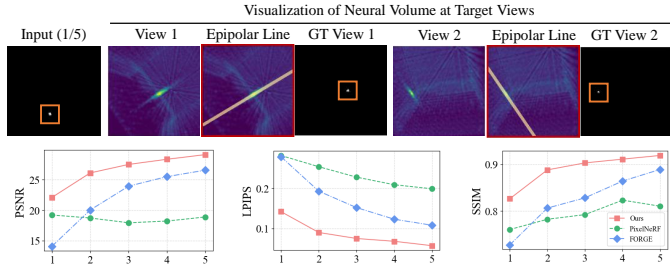 Visualization of Neural Volume at Target Views
Input (1/5) View 1 Epipolar Line GT View 1 View 2 Epipolar Line GT View 2
PSNR
25
20
15
1 2 3 4 5
LPIPS
0.2
0.1
1 2 3 4 5
SSIM
0.9
0.8
1 2 3 4 5
Ours
PixelNeRF
FORGE